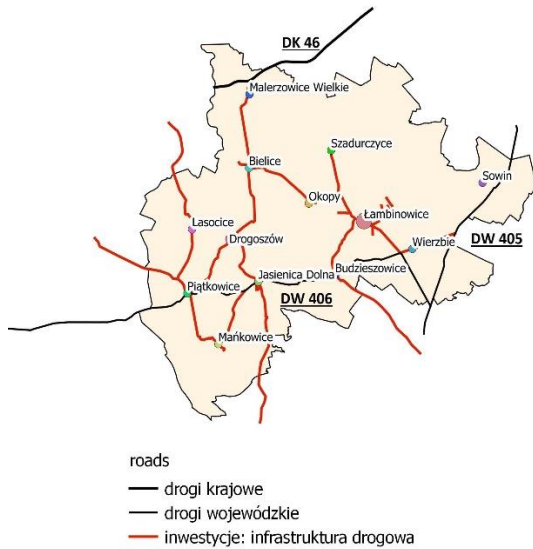 DK 46
Malerzowice Wielkie
Szadurczyce
Bielice
Sowin
Okopy
Łambinowice
Lasocice
Drogoszów
Wierzbie
DW 405
Jasienica Dolna
Budzieszowice
Piątkowice
DW 406
Mańkowice
roads
drogi krajowe
drogi wojewódzkie
inwestycje: infrastruktura drogowa